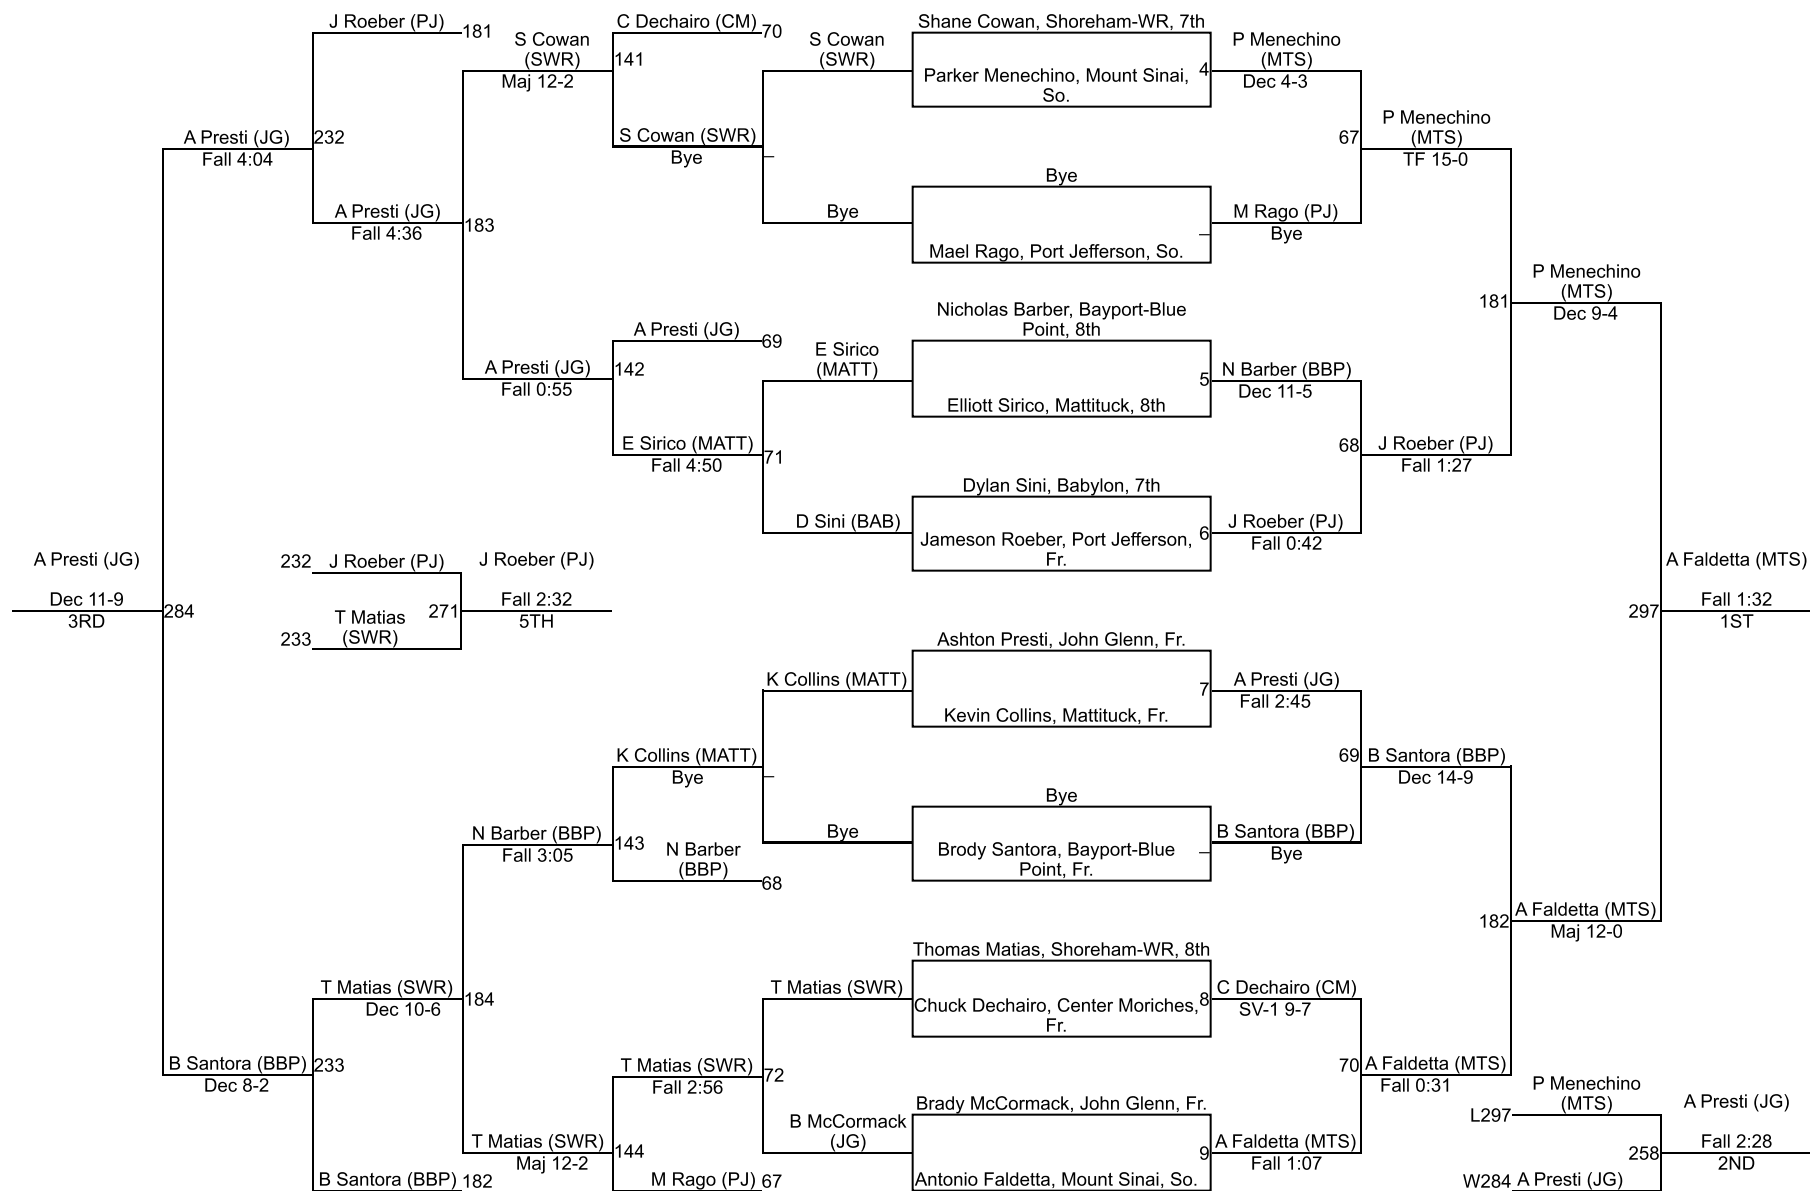 J Roeber (PJ)
181
S Cowan
(SWR)
Maj 12-2
C Dechairo (CM)
70
141
S Cowan
(SWR)
Shane Cowan, Shoreham-WR, 7th
Parker Menechino, Mount Sinai,
So.
4
P Menechino
(MTS)
Dec 4-3
A Presti (JG)
Fall 4:04
232
S Cowan (SWR)
Bye
–
67
P Menechino
(MTS)
TF 15-0
A Presti (JG)
Fall 4:36
183
Bye
Bye
Mael Rago, Port Jefferson, So.
–
M Rago (PJ)
Bye
181
P Menechino
(MTS)
Dec 9-4
A Presti (JG)
Fall 0:55
A Presti (JG)
69
142
E Sirico
(MATT)
Nicholas Barber, Bayport-Blue
Point, 8th
Elliott Sirico, Mattituck, 8th
5
N Barber (BBP)
Dec 11-5
E Sirico (MATT)
Fall 4:50
71
68
J Roeber (PJ)
Fall 1:27
D Sini (BAB)
Dylan Sini, Babylon, 7th
Jameson Roeber, Port Jefferson,
Fr.
6
J Roeber (PJ)
Fall 0:42
A Presti (JG)
Dec 11-9
3RD
284
232
J Roeber (PJ)
233
T Matias
(SWR)
271
J Roeber (PJ)
Fall 2:32
5TH
297
A Faldetta (MTS)
Fall 1:32
1ST
K Collins (MATT)
Ashton Presti, John Glenn, Fr.
Kevin Collins, Mattituck, Fr.
7
A Presti (JG)
Fall 2:45
K Collins (MATT)
Bye
–
69
B Santora (BBP)
Dec 14-9
N Barber (BBP)
Fall 3:05
143
N Barber
(BBP)
68
Bye
Bye
Brody Santora, Bayport-Blue
Point, Fr.
–
B Santora (BBP)
Bye
182
A Faldetta (MTS)
Maj 12-0
T Matias (SWR)
Dec 10-6
184
T Matias (SWR)
Thomas Matias, Shoreham-WR, 8th
Chuck Dechairo, Center Moriches,
Fr.
8
C Dechairo (CM)
SV-1 9-7
B Santora (BBP)
Dec 8-2
233
T Matias (SWR)
Fall 2:56
72
70
A Faldetta (MTS)
Fall 0:31
T Matias (SWR)
Maj 12-2
144
B McCormack
(JG)
Brady McCormack, John Glenn, Fr.
Antonio Faldetta, Mount Sinai, So.
9
A Faldetta (MTS)
Fall 1:07
B Santora (BBP)
182
M Rago (PJ)
67
P Menechino
(MTS)
L297
W284
A Presti (JG)
258
A Presti (JG)
Fall 2:28
2ND